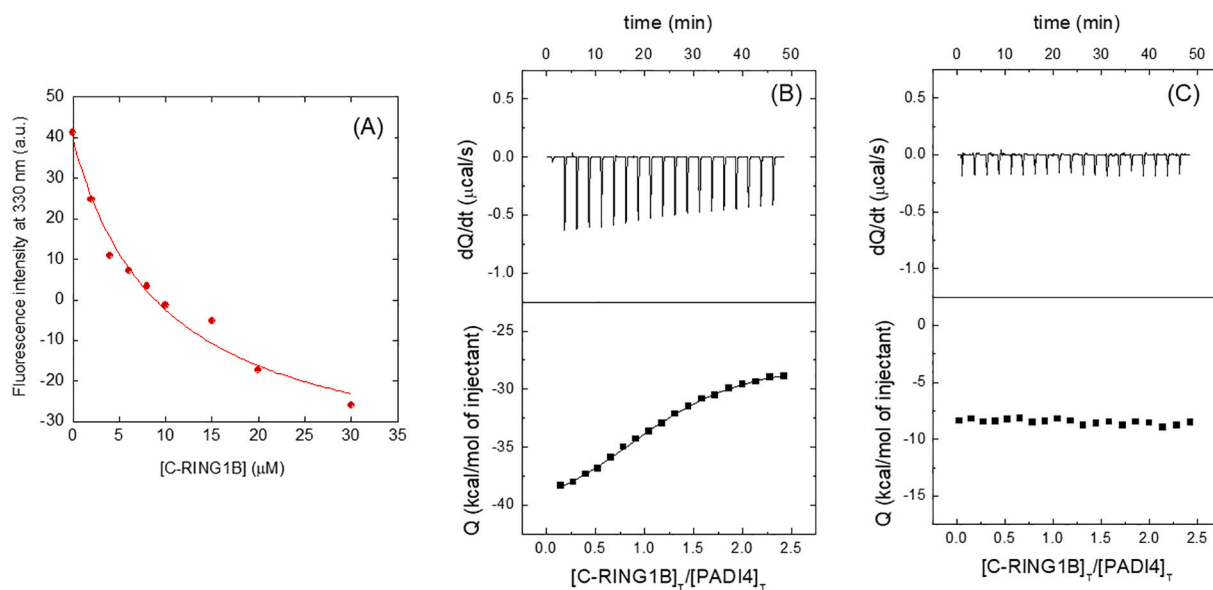 (A)
Fluorescence intensity at 330 nm (a.u.)
50
40
30
20
10
0
-10
-20
-30
0 5 10 15 20 25 30 35
[C-RING1B] (μM)
time (min)
0 10 20 30 40 50
(B)
dQ/dt (μcal/s)
0.5
0.0
-0.5
-1.0
Q (kcal/mol of injectant)
-25
-30
-35
-40
0.0 0.5 1.0 1.5 2.0 2.5
[C-RING1B]T/[PADI4]T
time (min)
0 10 20 30 40 50
(C)
dQ/dt (μcal/s)
0.5
0.0
-0.5
-1.0
Q (kcal/mol of injectant)
0
-5
-10
-15
0.0 0.5 1.0 1.5 2.0 2.5
[C-RING1B]T/[PADI4]T